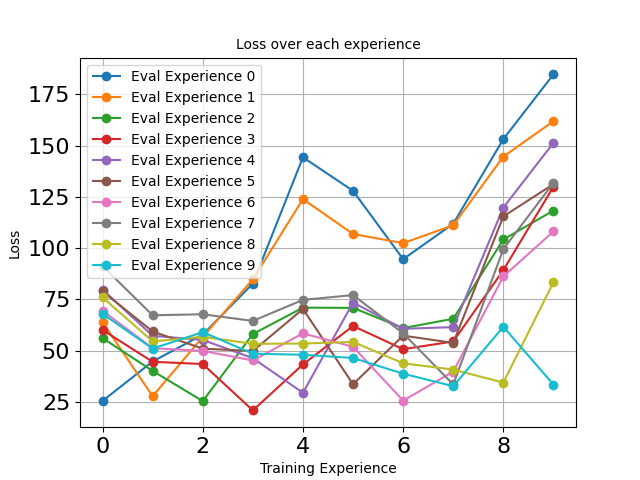 Loss over each experience
Eval Experience 0
Eval Experience 1
Eval Experience 2
Eval Experience 3
Eval Experience 4
Eval Experience 5
Eval Experience 6
Eval Experience 7
Eval Experience 8
Eval Experience 9
Loss
175
150
125
100
75
50
25
0 2 4 6 8
Training Experience